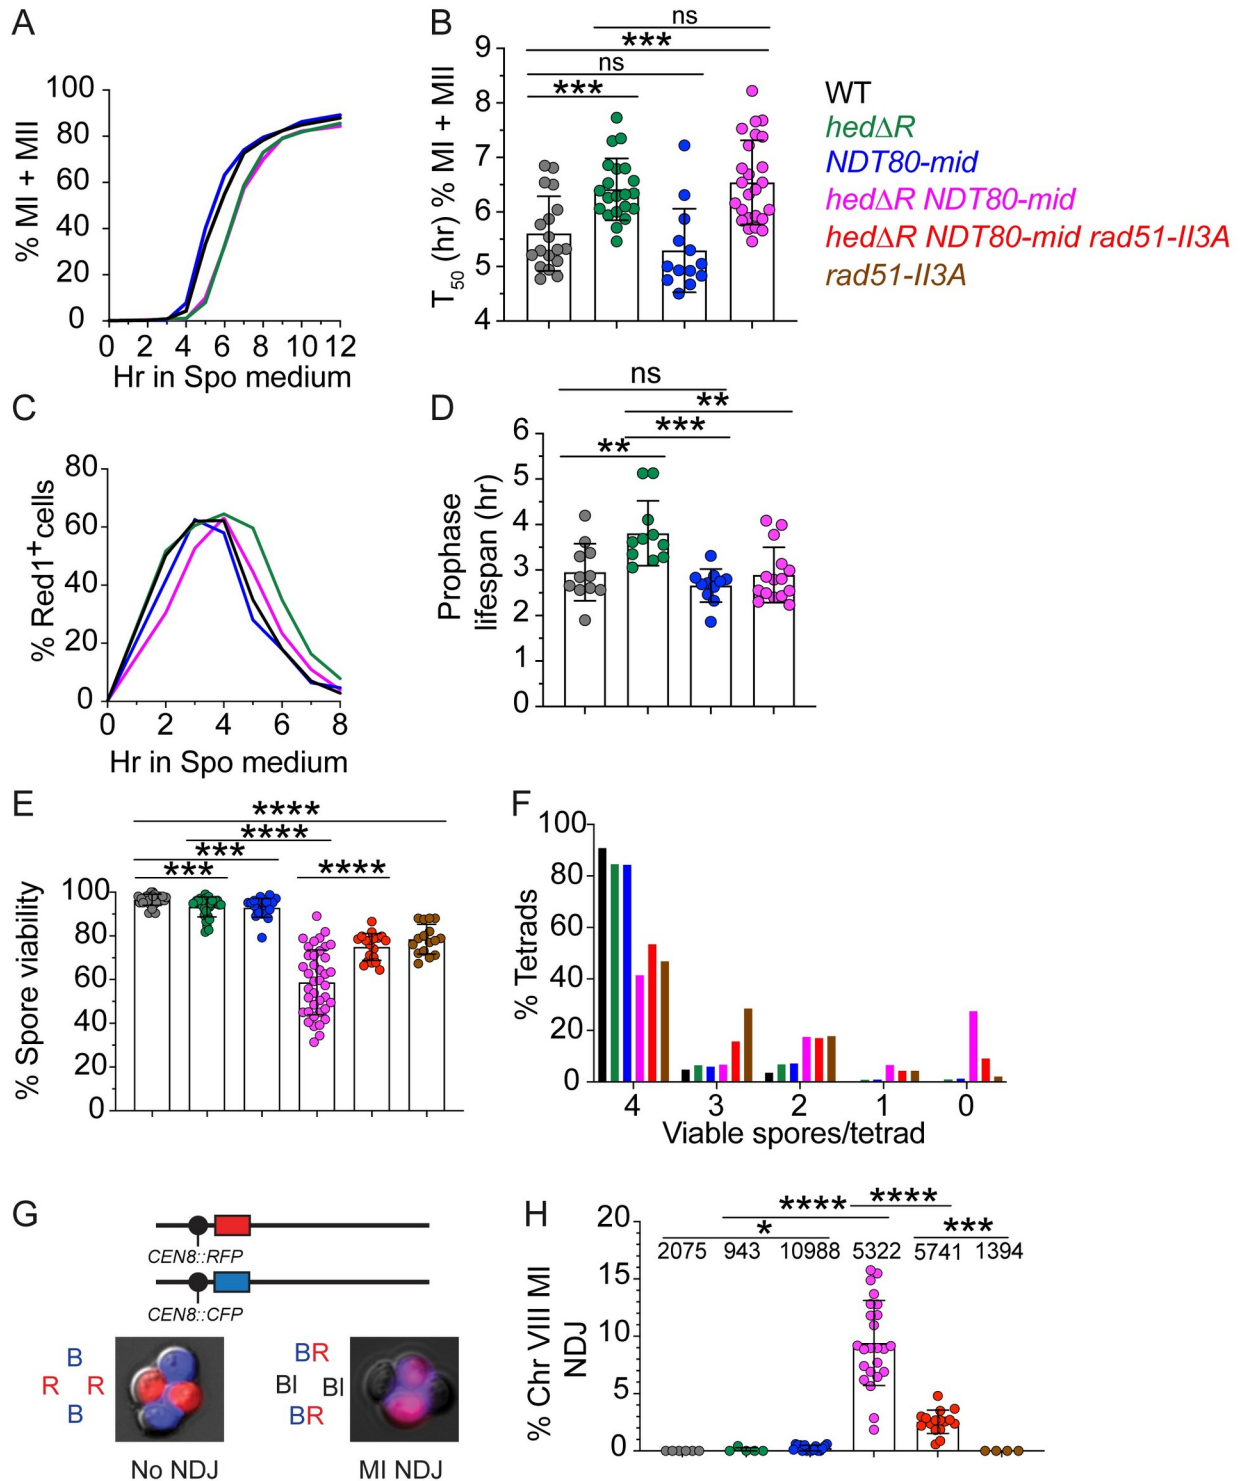 A
% MI + MII
100
80
60
40
20
0
0 2 4 6 8 10 12
Hr in Spo medium
B
ns
***
ns
***
T50 (hr) % MI + MII
9
8
7
6
5
4
WT
hedΔR
NDT80-mid
hedΔR NDT80-mid
hedΔR NDT80-mid rad51-II3A
rad51-II3A
C
% Red1+cells
80
60
40
20
0
0 2 4 6 8
Hr in Spo medium
D
ns
**
***
**
Prophase
lifespan (hr)
6
5
4
3
2
1
0
E
****
****
***
***
****
% Spore viability
100
80
60
40
20
0
F
% Tetrads
100
80
60
40
20
0
4 3 2 1 0
Viable spores/tetrad
G
CEN8::RFP
CEN8::CFP
B
R R
B
No NDJ
BR
BI BI
BR
MI NDJ
H
****
****
*
***
% Chr VIII MI
NDJ
20
15
10
5
0
2075 943 10988 5322 5741 1394